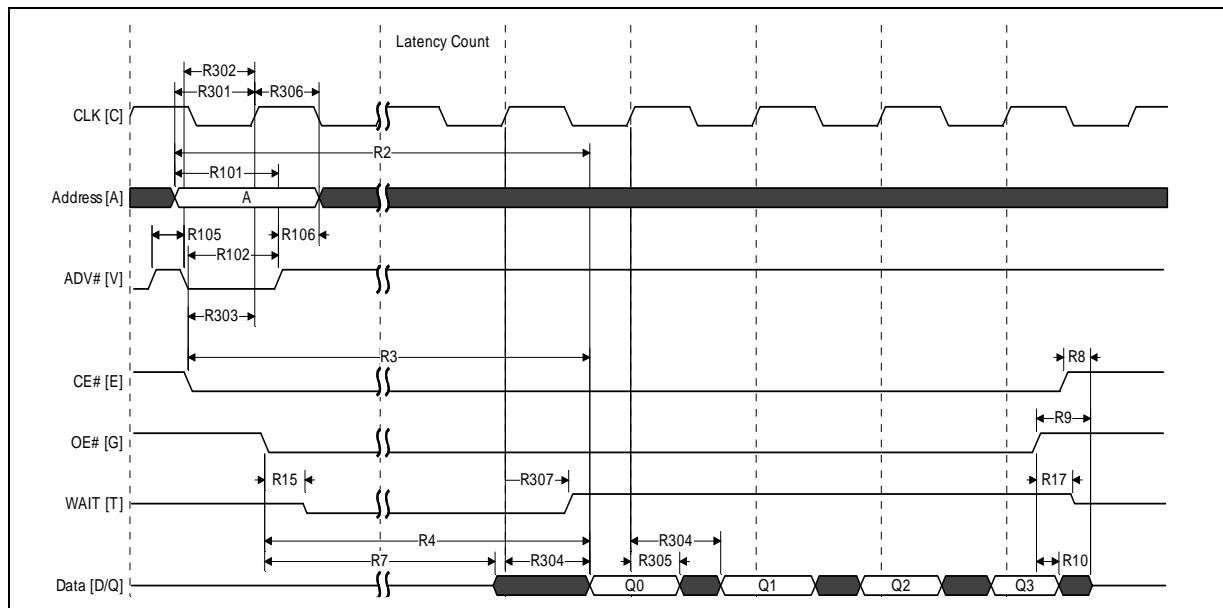 Latency Count
R302
R301 R306
CLK [C]
R2
R101
Address [A] A
R105 R106
R102
ADV# [V]
R303
R3 R8
CE# [E]
R9
OE# [G]
R15 R307 R17
WAIT [T]
R4 R304
R7 R304 R305 R10
Data [D/Q] Q0 Q1 Q2 Q3